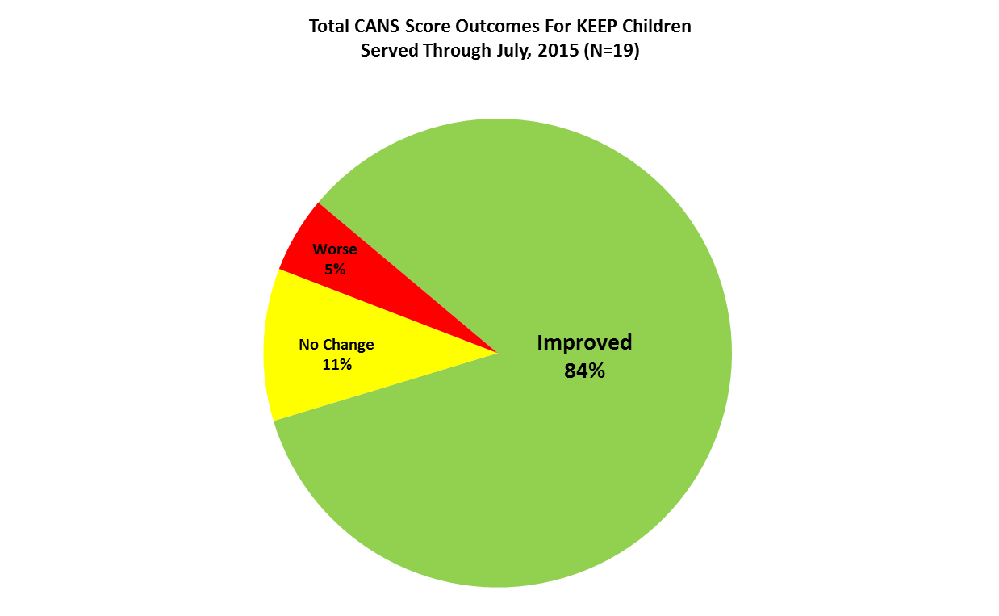 Total CANS Score Outcomes For KEEP Children
Served Through July, 2015 (N=19)
Worse
5%
No Change
11%
Improved
84%